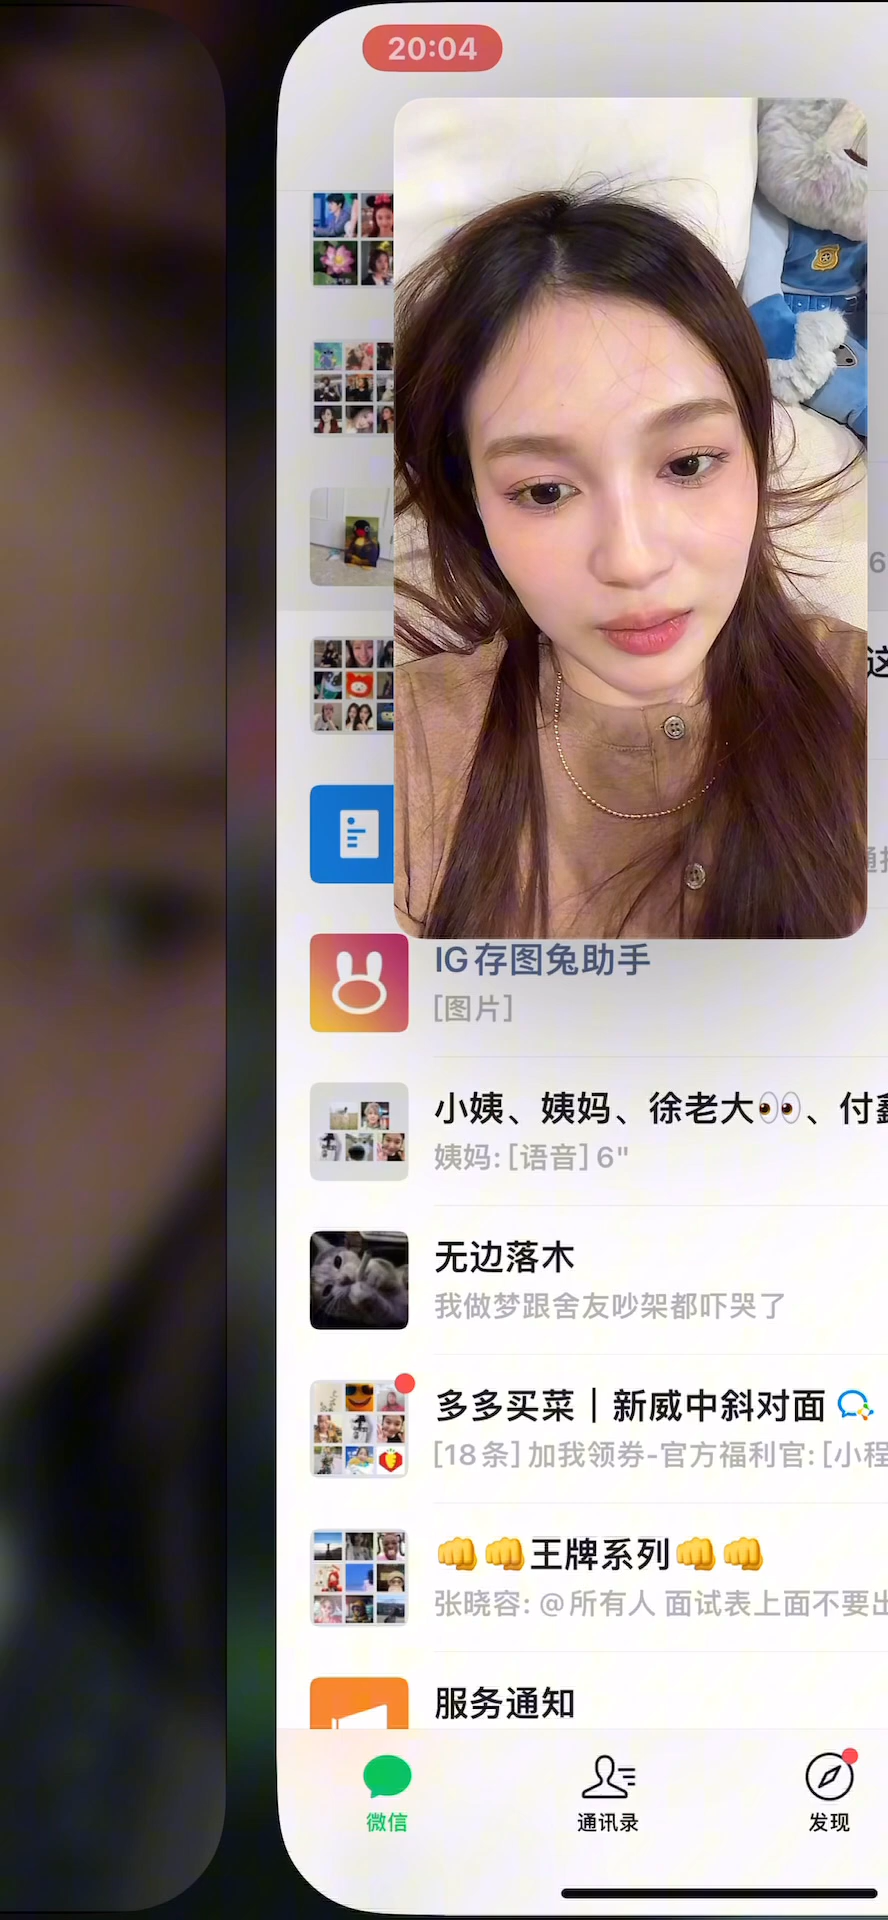 20:04
6
这
IG存图兔助手
[图片]
小姨、姨妈、徐老大👀、付鑫
姨妈: [语音] 6"
无边落木
我做梦跟舍友吵架都吓哭了
多多买菜｜新威中斜对面
[18条] 加我领券-官方福利官: [小程
👊👊王牌系列👊👊
张晓容: @所有人 面试表上面不要出
服务通知
微信
通讯录
发现